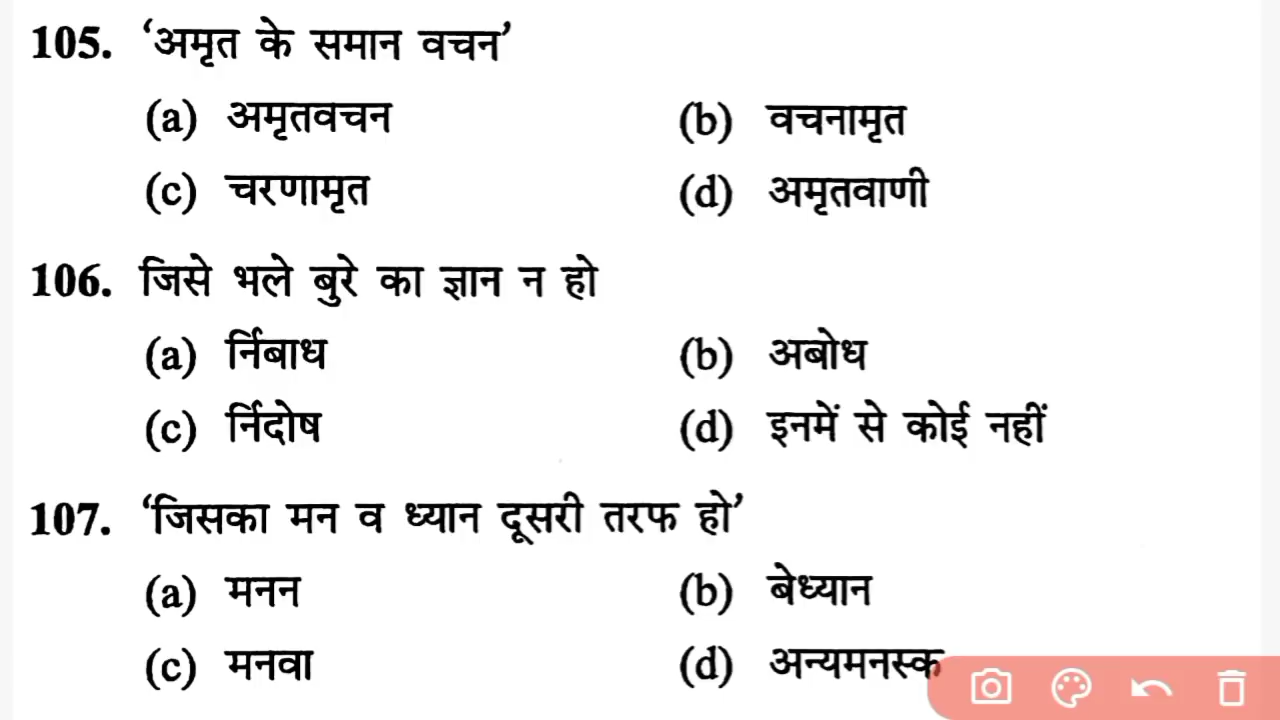 105. ‘अमृत के समान वचन’
(a) अमृतवचन (b) वचनामृत
(c) चरणामृत (d) अमृतवाणी
106. जिसे भले बुरे का ज्ञान न हो
(a) र्निबाध (b) अबोध
(c) र्निदोष (d) इनमें से कोई नहीं
107. ‘जिसका मन व ध्यान दूसरी तरफ हो’
(a) मनन (b) बेध्यान
(c) मनवा (d) अन्यमनस्क